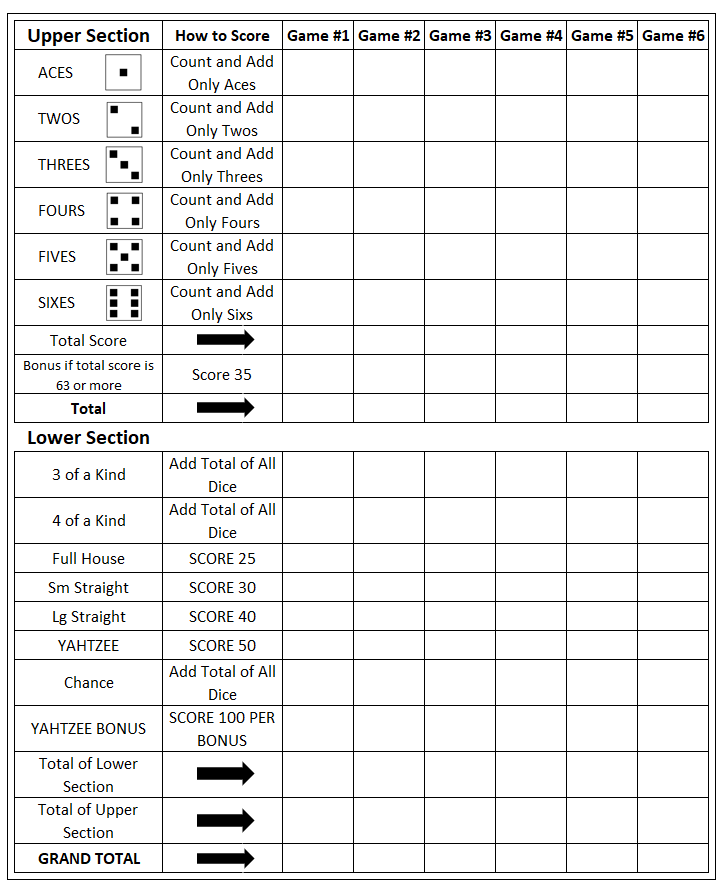 Upper Section How to Score Game #1 Game #2 Game #3 Game #4 Game #5 Game #6
ACES
Count and Add
Only Aces
TWOS
Count and Add
Only Twos
THREES
Count and Add
Only Threes
FOURS
Count and Add
Only Fours
FIVES
Count and Add
Only Fives
SIXES
Count and Add
Only Sixs
Total Score
Bonus if total score is
63 or more
Score 35
Total
Lower Section
3 of a Kind
Add Total of All
Dice
4 of a Kind
Add Total of All
Dice
Full House SCORE 25
Sm Straight SCORE 30
Lg Straight SCORE 40
YAHTZEE SCORE 50
Chance
Add Total of All
Dice
YAHTZEE BONUS
SCORE 100 PER
BONUS
Total of Lower
Section
Total of Upper
Section
GRAND TOTAL